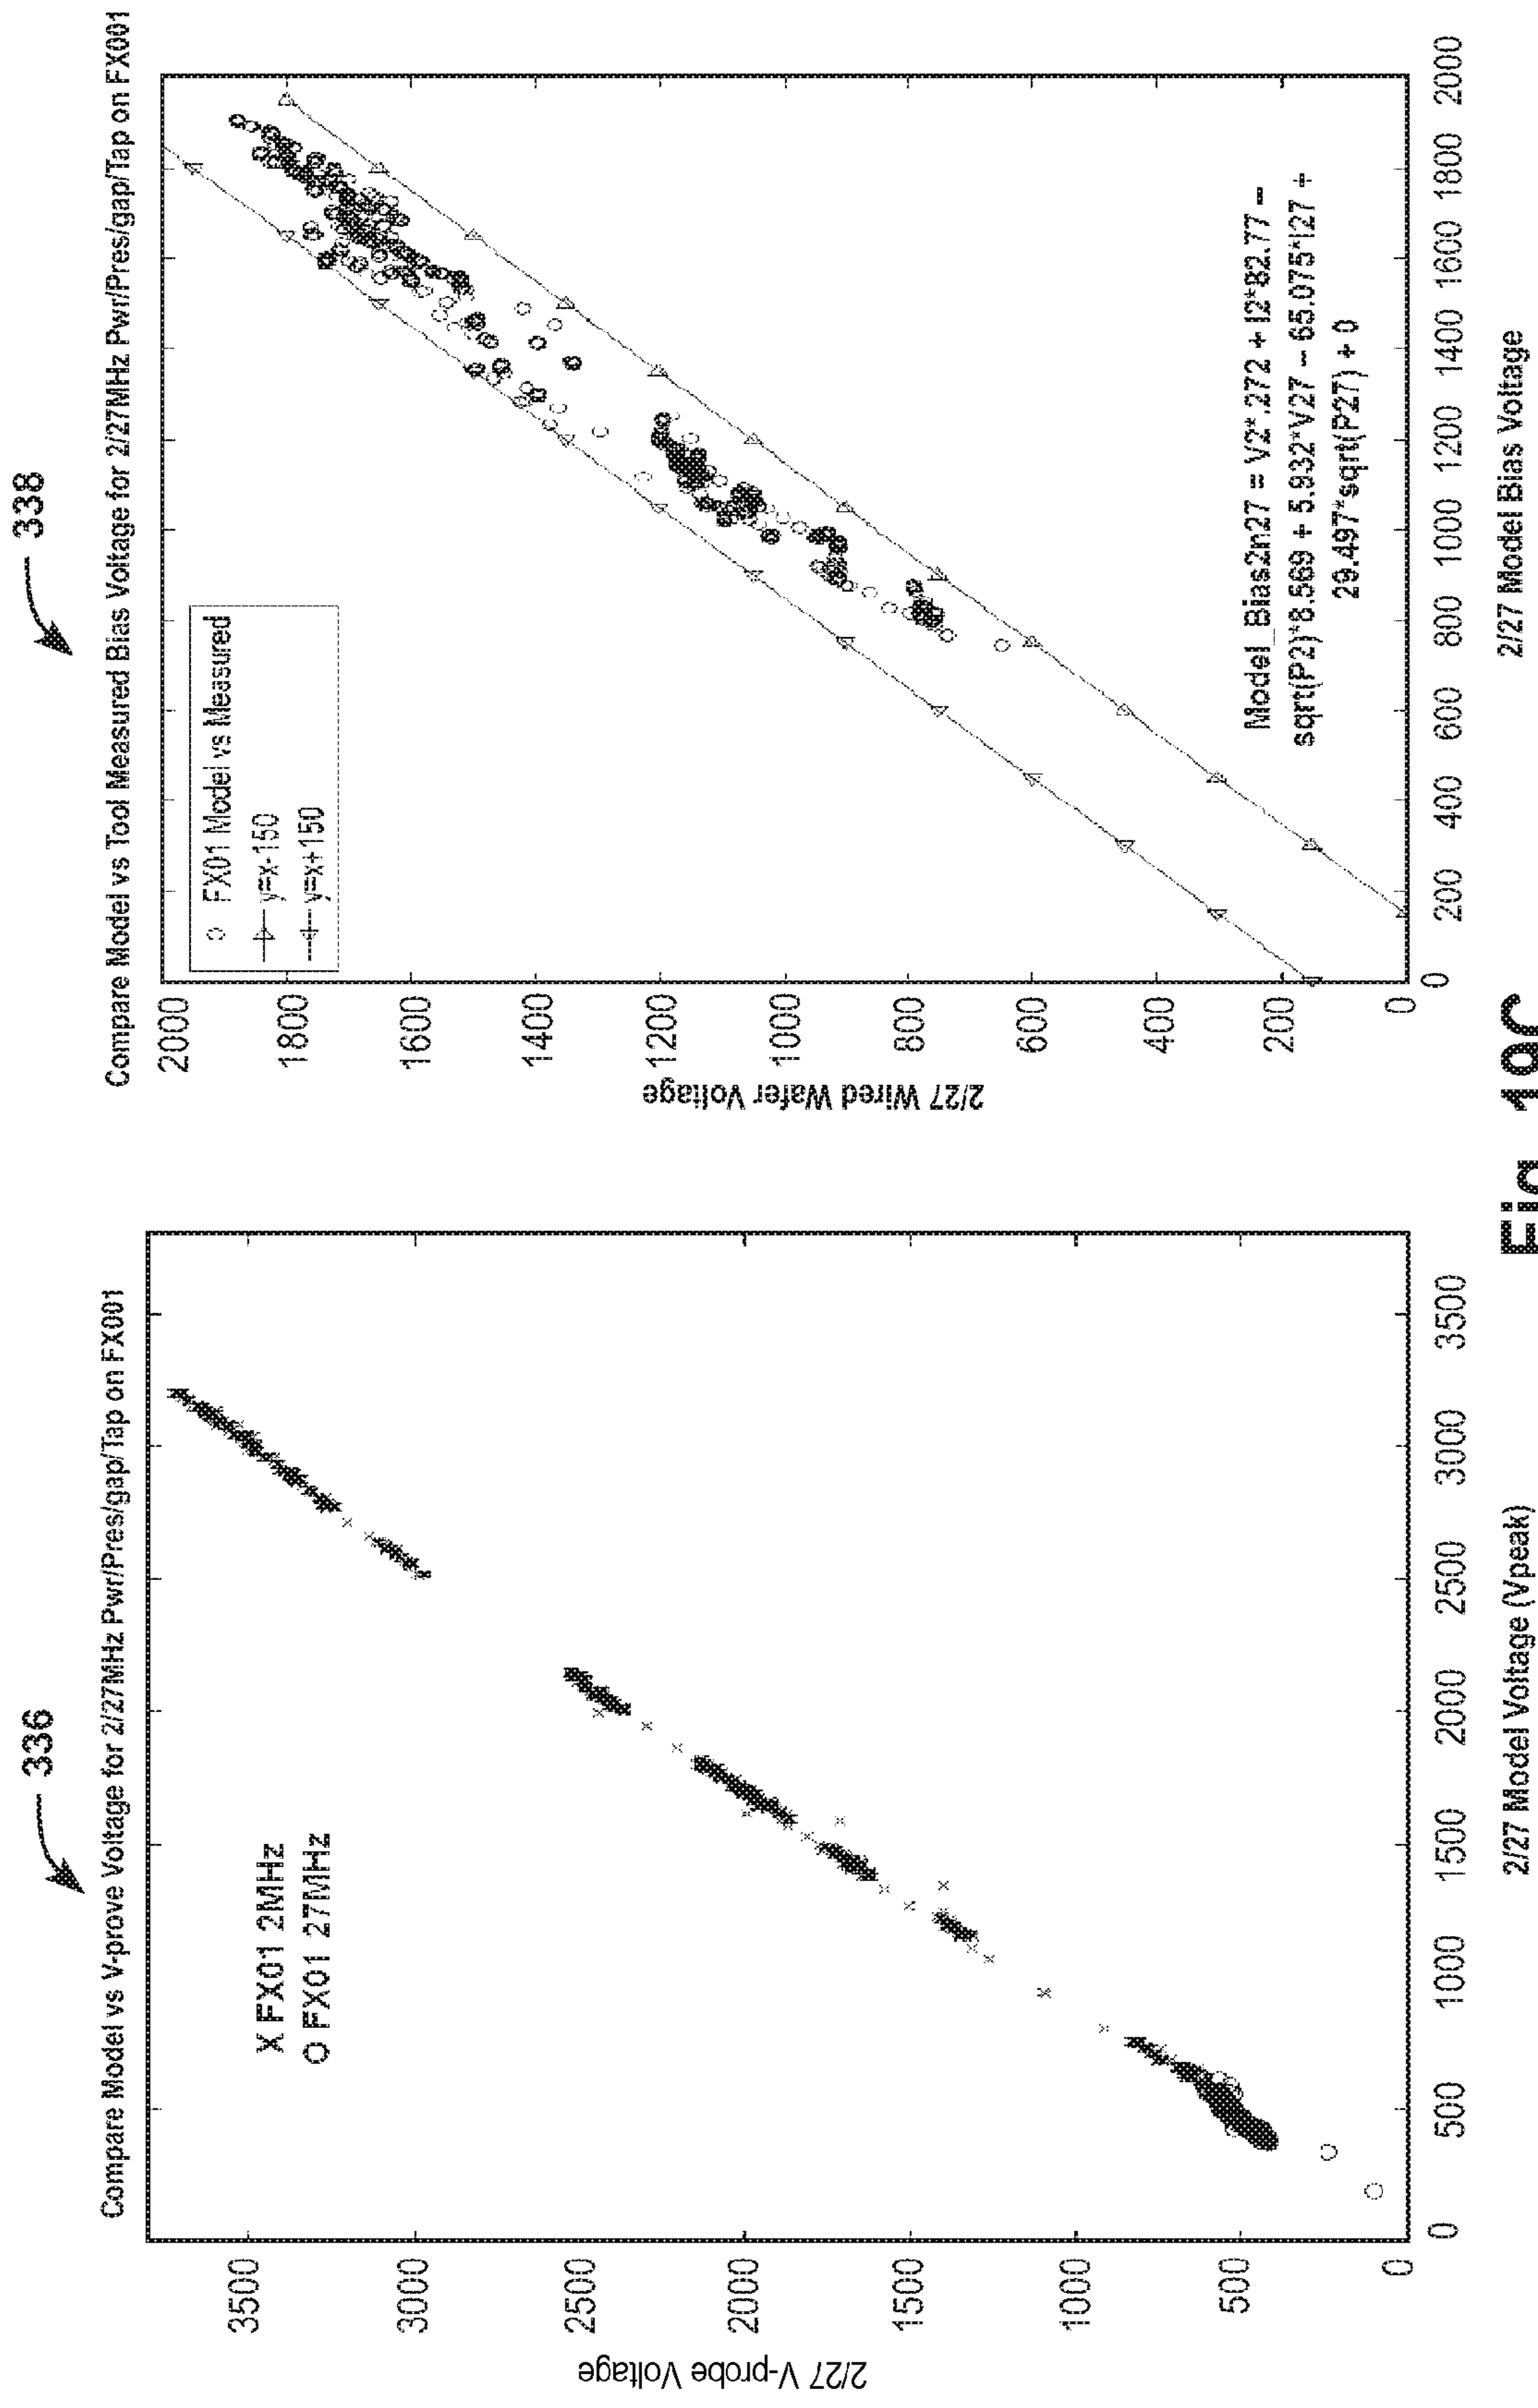 336
Compare Model vs V-prove Voltage for 2/27MHz Pwr/Pres/gap/Tap on FX001
X FX01 2MHz
O FX01 27MHz
2/27 V-probe Voltage
3500
3000
2500
2000
1500
1000
500
0
0
500
1000
1500
2000
2500
3000
3500
2/27 Model Voltage (Vpeak)
338
Compare Model vs Tool Measured Bias Voltage for 2/27MHz Pwr/Pres/gap/Tap on FX001
FX01 Model vs Measured
y=x-150
y=x+150
2/27 Wired Wafer Voltage
2000
1800
1600
1400
1200
1000
800
600
400
200
0
0
200
400
600
800
1000
1200
1400
1600
1800
2000
Model_Bias2n27 = V2*.272 + I2*82.77 –
sqrt(P2)*8.569 + 5.932*V27 – 65.075*I27 +
29.497*sqrt(P27) + 0
2/27 Model Bias Voltage
Fig. 19C